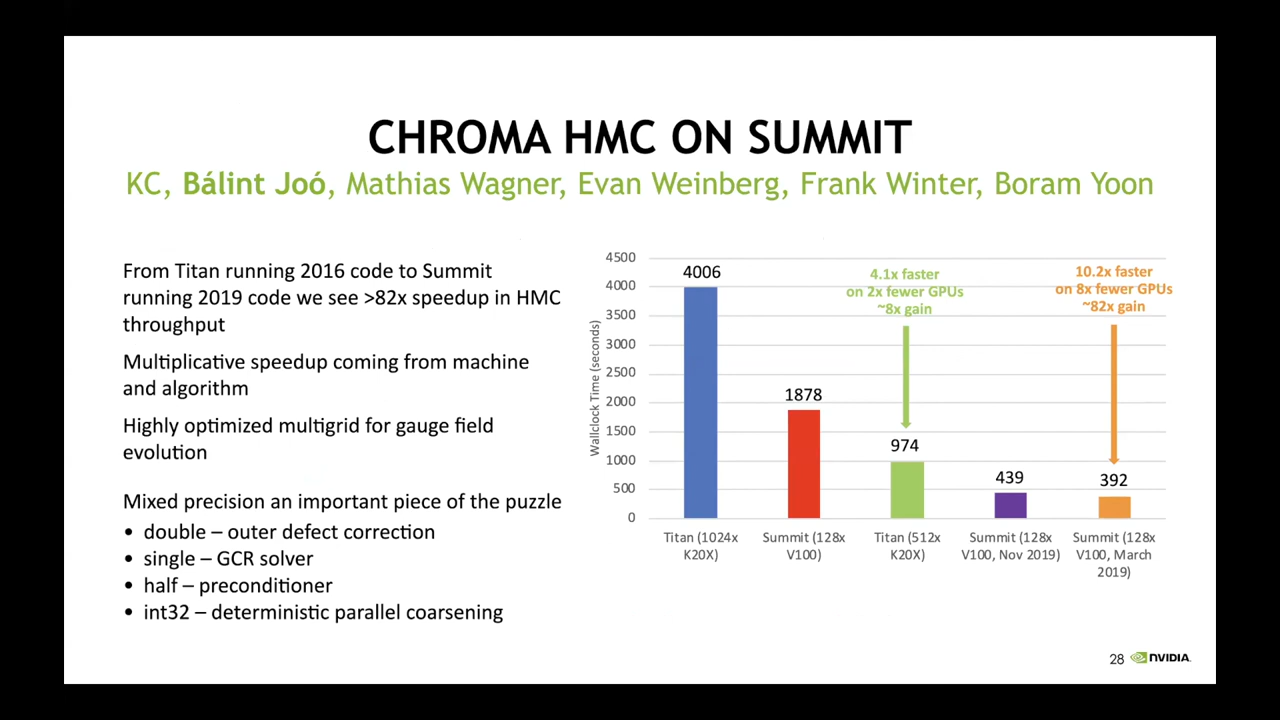 CHROMA HMC ON SUMMIT
KC, Bálint Joó, Mathias Wagner, Evan Weinberg, Frank Winter, Boram Yoon
From Titan running 2016 code to Summit
running 2019 code we see >82x speedup in HMC
throughput
Multiplicative speedup coming from machine
and algorithm
Highly optimized multigrid for gauge field
evolution
Mixed precision an important piece of the puzzle
• double – outer defect correction
• single – GCR solver
• half – preconditioner
• int32 – deterministic parallel coarsening
Wallclock Time (seconds)
4500
4000
3500
3000
2500
2000
1500
1000
500
0
4006
1878
4.1x faster
on 2x fewer GPUs
~8x gain
974
439
10.2x faster
on 8x fewer GPUs
~82x gain
392
Titan (1024x
K20X)
Summit (128x
V100)
Titan (512x
K20X)
Summit (128x
V100, Nov 2019)
Summit (128x
V100, March
2019)
28 NVIDIA.